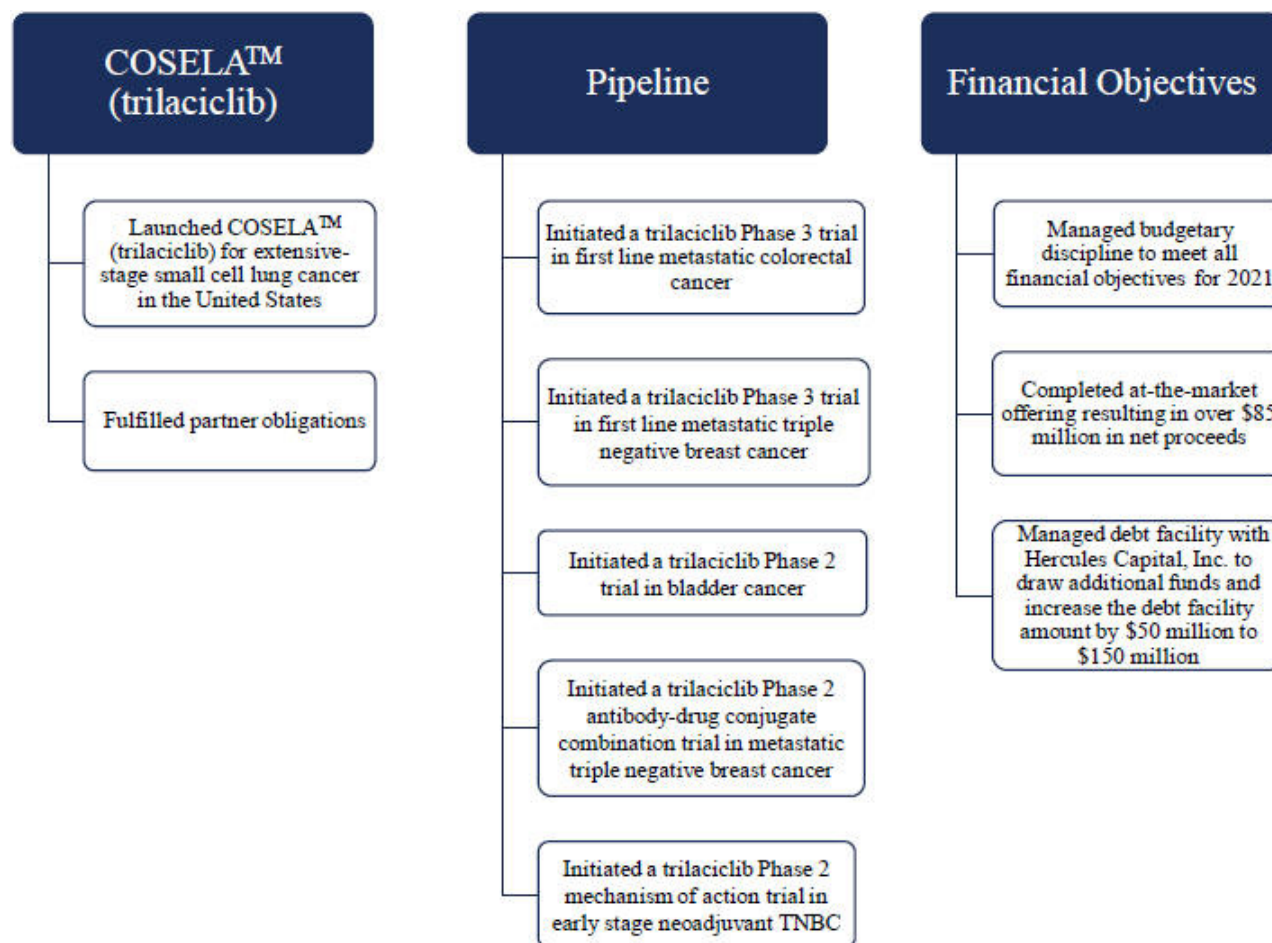 COSELA™
(trilaciclib)
Launched COSELA™
(trilaciclib) for extensive-
stage small cell lung cancer
in the United States
Fulfilled partner obligations
Pipeline
Initiated a trilaciclib Phase 3 trial
in first line metastatic colorectal
cancer
Initiated a trilaciclib Phase 3 trial
in first line metastatic triple
negative breast cancer
Initiated a trilaciclib Phase 2
trial in bladder cancer
Initiated a trilaciclib Phase 2
antibody-drug conjugate
combination trial in metastatic
triple negative breast cancer
Initiated a trilaciclib Phase 2
mechanism of action trial in
early stage neoadjuvant TNBC
Financial Objectives
Managed budgetary
discipline to meet all
financial objectives for 2021
Completed at-the-market
offering resulting in over $85
million in net proceeds
Managed debt facility with
Hercules Capital, Inc. to
draw additional funds and
increase the debt facility
amount by $50 million to
$150 million